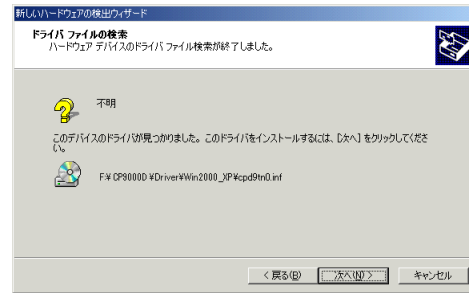 新しいハードウェアの検出ウィザード
ドライバ ファイルの検索
ハードウェア デバイスのドライバ ファイル検索が終了しました。
不明
このデバイスのドライバが見つかりました。このドライバをインストールするには、[次へ] をクリックしてくださ
い。
F:¥ CP9000D ¥Driver¥Win2000_XP¥cpd9tn0.inf
< 戻る(B)
次へ(N) >
キャンセル